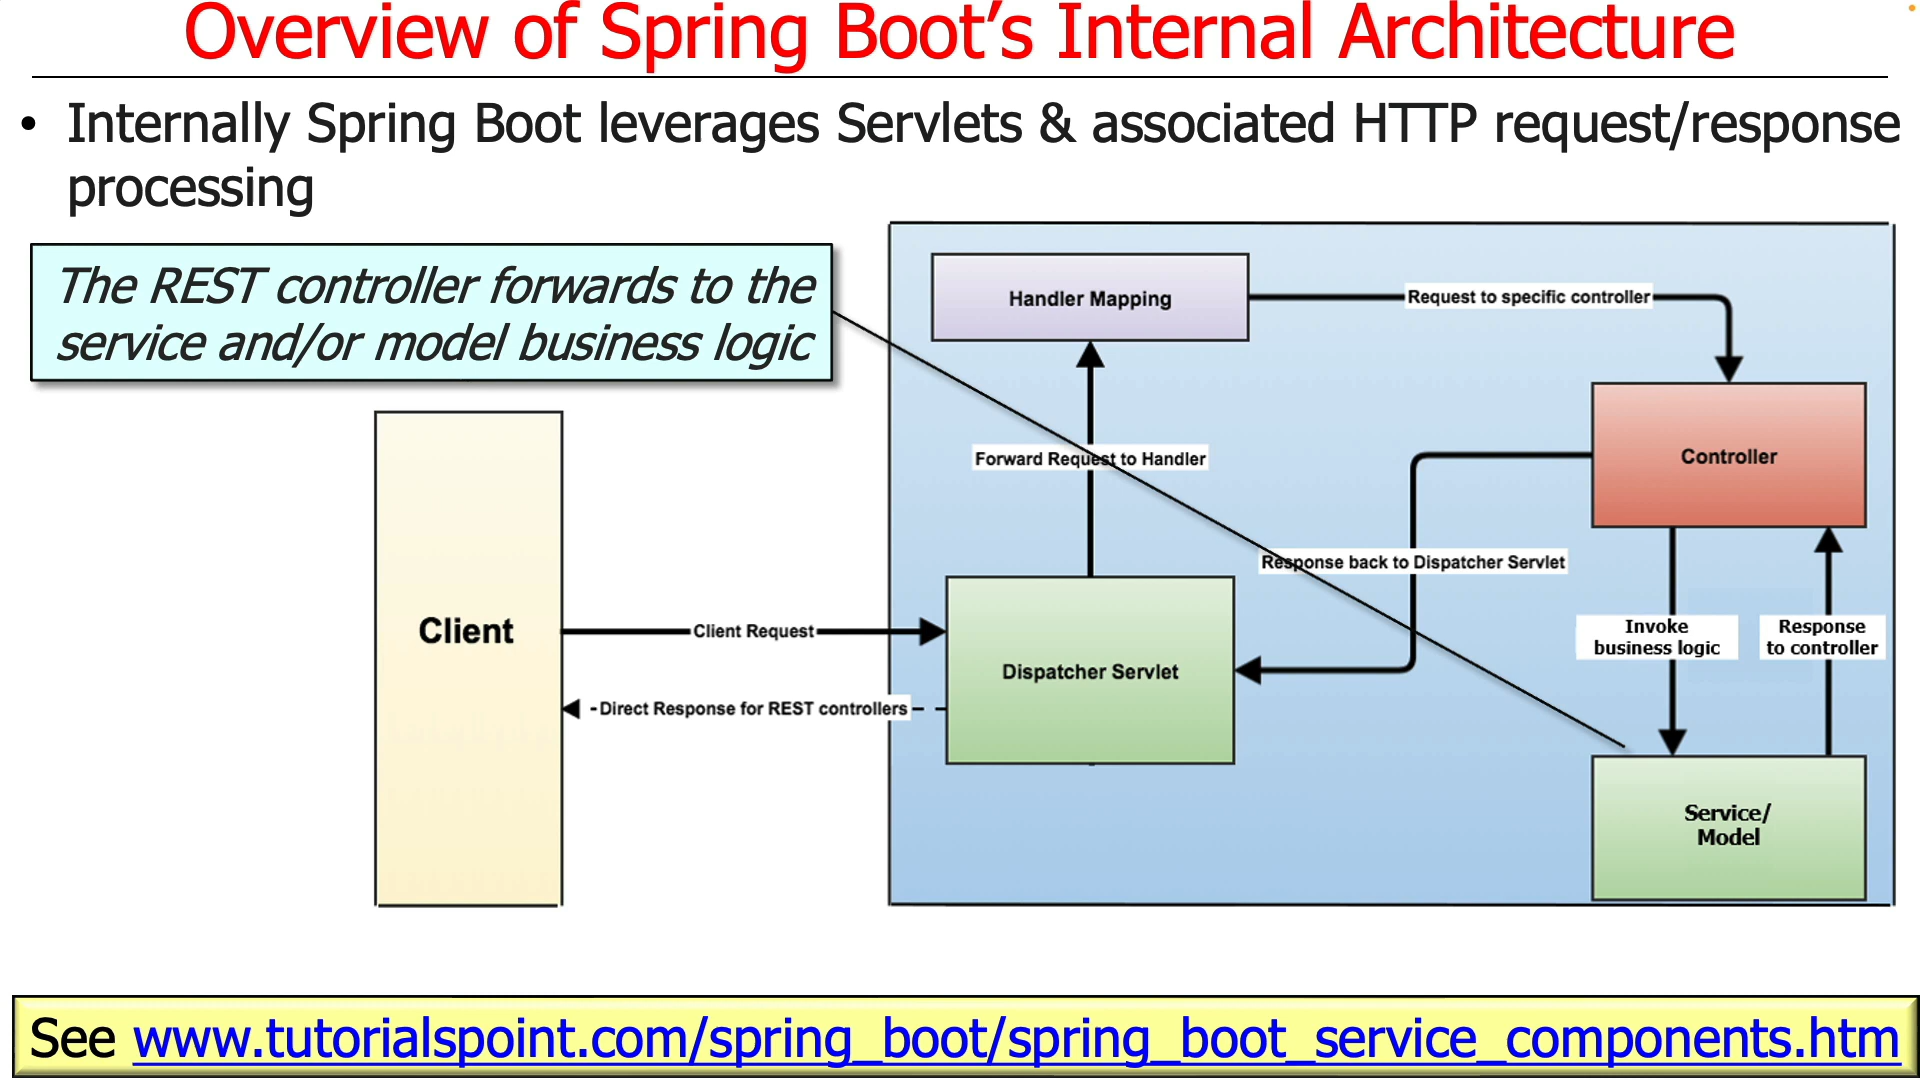 Overview of Spring Boot’s Internal Architecture
• Internally Spring Boot leverages Servlets & associated HTTP request/response
processing
The REST controller forwards to the
service and/or model business logic
Handler Mapping
Request to specific controller
Controller
Forward Request to Handler
Response back to Dispatcher Servlet
Client
Client Request
Dispatcher Servlet
Direct Response for REST controllers
Invoke
business logic
Response
to controller
Service/
Model
See www.tutorialspoint.com/spring_boot/spring_boot_service_components.htm